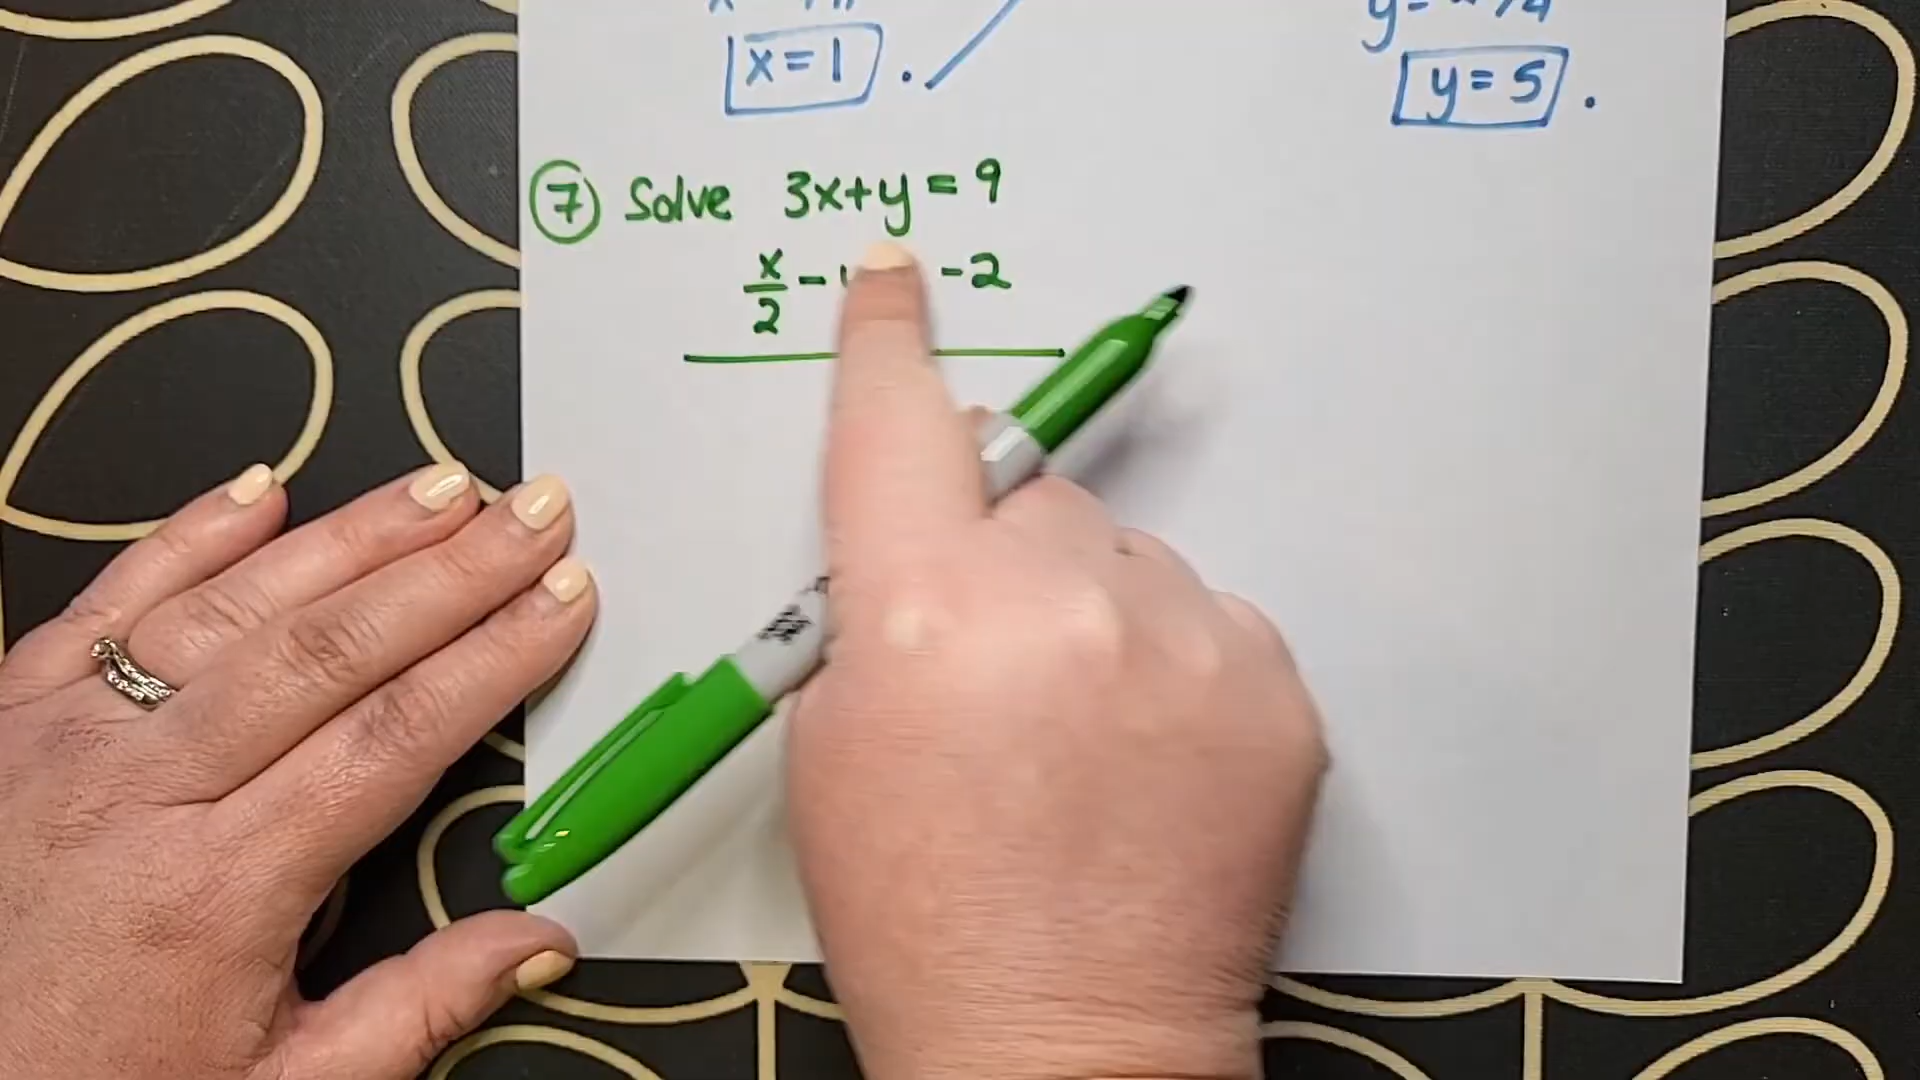 x=1 .
y=5 .
7 Solve 3x+y=9
x/2 - -2